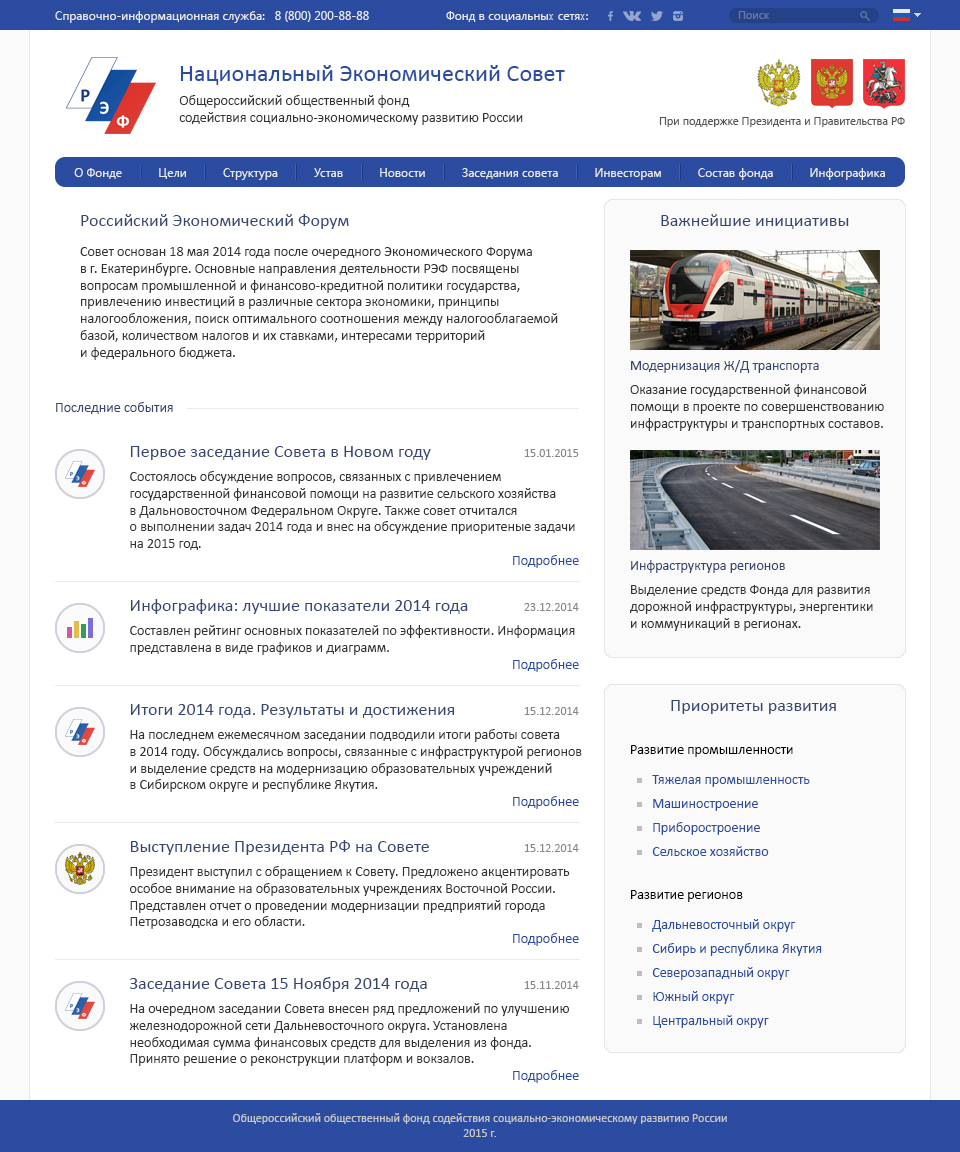 Справочно-информационная служба: 8 (800) 200-88-88
Фонд в социальных сетях:
Поиск
Р
Э
Ф
Национальный Экономический Совет
Общероссийский общественный фонд
содействия социально-экономическому развитию России
При поддержке Президента и Правительства РФ
О Фонде
Цели
Структура
Устав
Новости
Заседания совета
Инвесторам
Состав фонда
Инфографика
Российский Экономический Форум
Совет основан 18 мая 2014 года после очередного Экономического Форума
в г. Екатеринбурге. Основные направления деятельности РЭФ посвящены
вопросам промышленной и финансово-кредитной политики государства,
привлечению инвестиций в различные сектора экономики, принципы
налогообложения, поиск оптимального соотношения между налогооблагаемой
базой, количеством налогов и их ставками, интересами территорий
и федерального бюджета.
Последние события
Первое заседание Совета в Новом году
15.01.2015
Состоялось обсуждение вопросов, связанных с привлечением
государственной финансовой помощи на развитие сельского хозяйства
в Дальновосточном Федеральном Округе. Также совет отчитался
о выполнении задач 2014 года и внес на обсуждение приоритеные задачи
на 2015 год.
Подробнее
Инфографика: лучшие показатели 2014 года
23.12.2014
Составлен рейтинг основных показателей по эффективности. Информация
представлена в виде графиков и диаграмм.
Подробнее
Итоги 2014 года. Результаты и достижения
15.12.2014
На последнем ежемесячном заседании подводили итоги работы совета
в 2014 году. Обсуждались вопросы, связанные с инфраструктурой регионов
и выделение средств на модернизацию образовательных учреждений
в Сибирском округе и республике Якутия.
Подробнее
Выступление Президента РФ на Совете
15.12.2014
Президент выступил с обращением к Совету. Предложено акцентировать
особое внимание на образовательных учреждениях Восточной России.
Представлен отчет о проведении модернизации предприятий города
Петрозаводска и его области.
Подробнее
Заседание Совета 15 Ноября 2014 года
15.11.2014
На очередном заседании Совета внесен ряд предложений по улучшению
железнодорожной сети Дальневосточного округа. Установлена
необходимая сумма финансовых средств для выделения из фонда.
Принято решение о реконструкции платформ и вокзалов.
Подробнее
Важнейшие инициативы
Модернизация Ж/Д транспорта
Оказание государственной финансовой
помощи в проекте по совершенствованию
инфраструктуры и транспортных составов.
Инфраструктура регионов
Выделение средств Фонда для развития
дорожной инфраструктуры, энергентики
и коммуникаций в регионах.
Приоритеты развития
Развитие промышленности
Тяжелая промышленность
Машиностроение
Приборостроение
Сельское хозяйство
Развитие регионов
Дальневосточный округ
Сибирь и республика Якутия
Северозападный округ
Южный округ
Центральный округ
Общероссийский общественный фонд содействия социально-экономическому развитию России
2015 г.